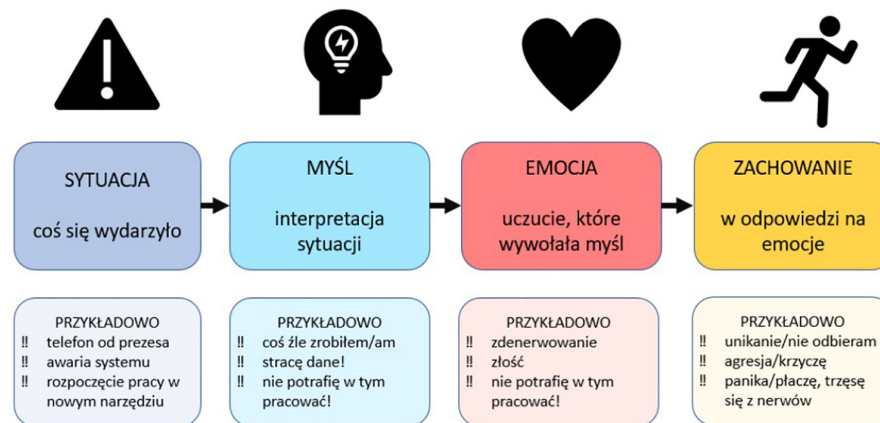 SYTUACJA
coś się wydarzyło
MYŚL
interpretacja
sytuacji
EMOCJA
uczucie, które
wywołała myśl
ZACHOWANIE
w odpowiedzi na
emocje
PRZYKŁADOWO
!! telefon od prezesa
!! awaria systemu
!! rozpoczęcie pracy w
nowym narzędziu
PRZYKŁADOWO
!! coś źle zrobiłem/am
!! stracę dane!
!! nie potrafię w tym
pracować!
PRZYKŁADOWO
!! zdenerwowanie
!! złość
!! nie potrafię w tym
pracować!
PRZYKŁADOWO
!! unikanie/nie odbieram
!! agresja/krzyczę
!! panika/płaczę, trzęsę
się z nerwów